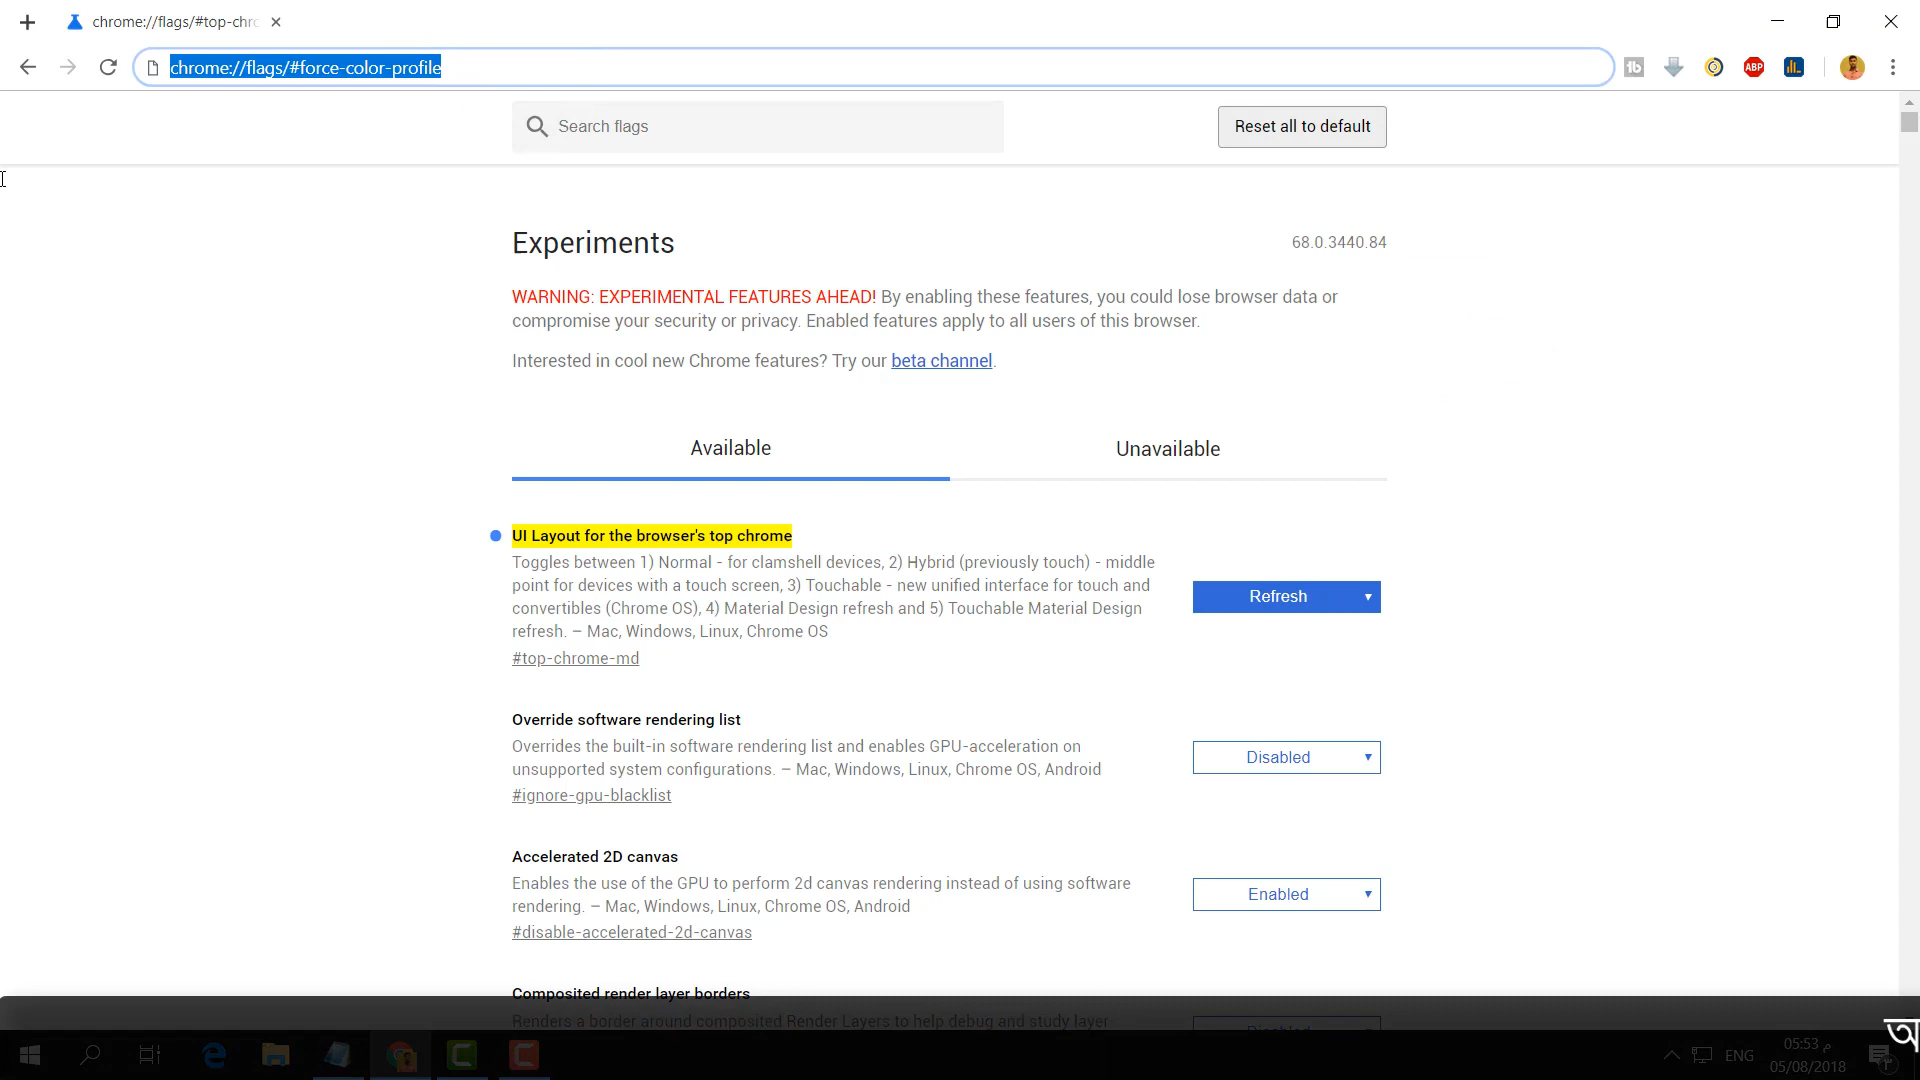 chrome://flags/#top-chr
chrome://flags/#force-color-profile
ABP
Search flags
Reset all to default
Experiments
68.0.3440.84
WARNING: EXPERIMENTAL FEATURES AHEAD! By enabling these features, you could lose browser data or
compromise your security or privacy. Enabled features apply to all users of this browser.
Interested in cool new Chrome features? Try our beta channel.
Available
Unavailable
UI Layout for the browser's top chrome
Toggles between 1) Normal - for clamshell devices, 2) Hybrid (previously touch) - middle
point for devices with a touch screen, 3) Touchable - new unified interface for touch and
convertibles (Chrome OS), 4) Material Design refresh and 5) Touchable Material Design
refresh. – Mac, Windows, Linux, Chrome OS
Refresh
#top-chrome-md
Override software rendering list
Overrides the built-in software rendering list and enables GPU-acceleration on
unsupported system configurations. – Mac, Windows, Linux, Chrome OS, Android
Disabled
#ignore-gpu-blacklist
Accelerated 2D canvas
Enables the use of the GPU to perform 2d canvas rendering instead of using software
rendering. – Mac, Windows, Linux, Chrome OS, Android
Enabled
#disable-accelerated-2d-canvas
Composited render layer borders
Renders a border around composited Render Layers to help debug and study layer
Disabled
ENG
05:53 م
05/08/2018
অ